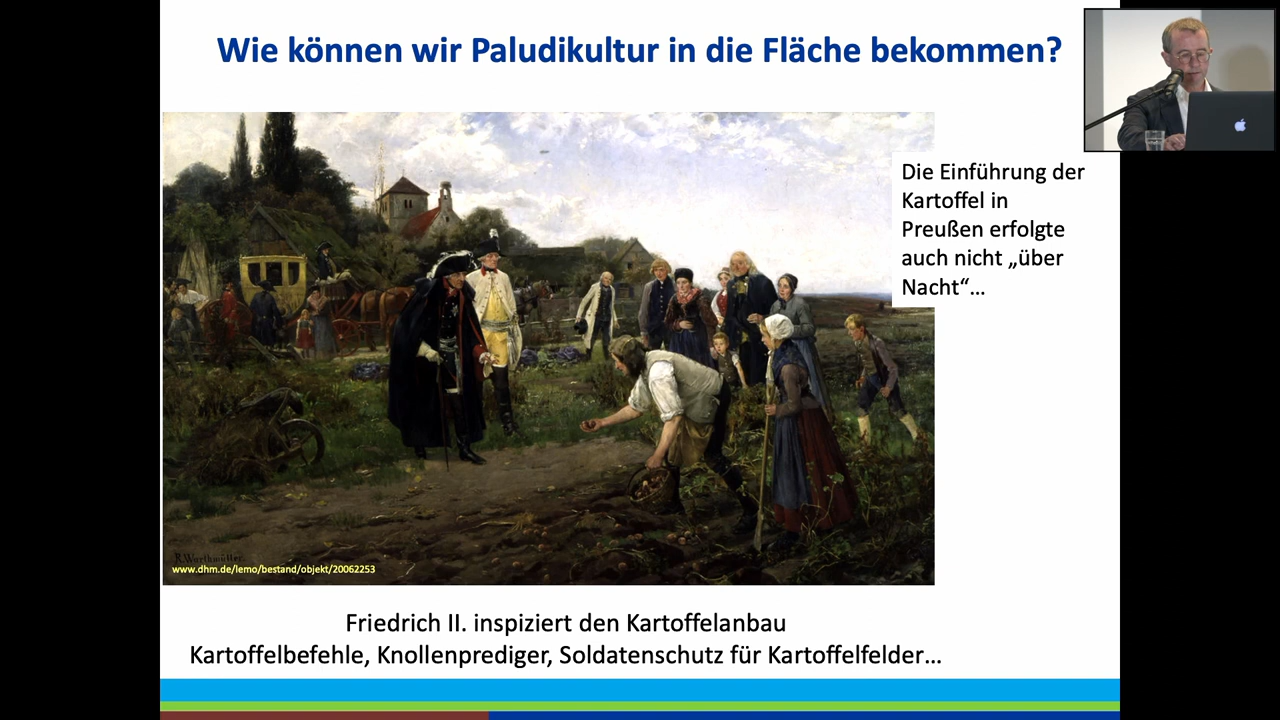 Wie können wir Paludikultur in die Fläche bekommen?
Die Einführung der
Kartoffel in
Preußen erfolgte
auch nicht „über
Nacht“…
R. Warthmüller
www.dhm.de/lemo/bestand/objekt/20062253
Friedrich II. inspiziert den Kartoffelanbau
Kartoffelbefehle, Knollenprediger, Soldatenschutz für Kartoffelfelder…